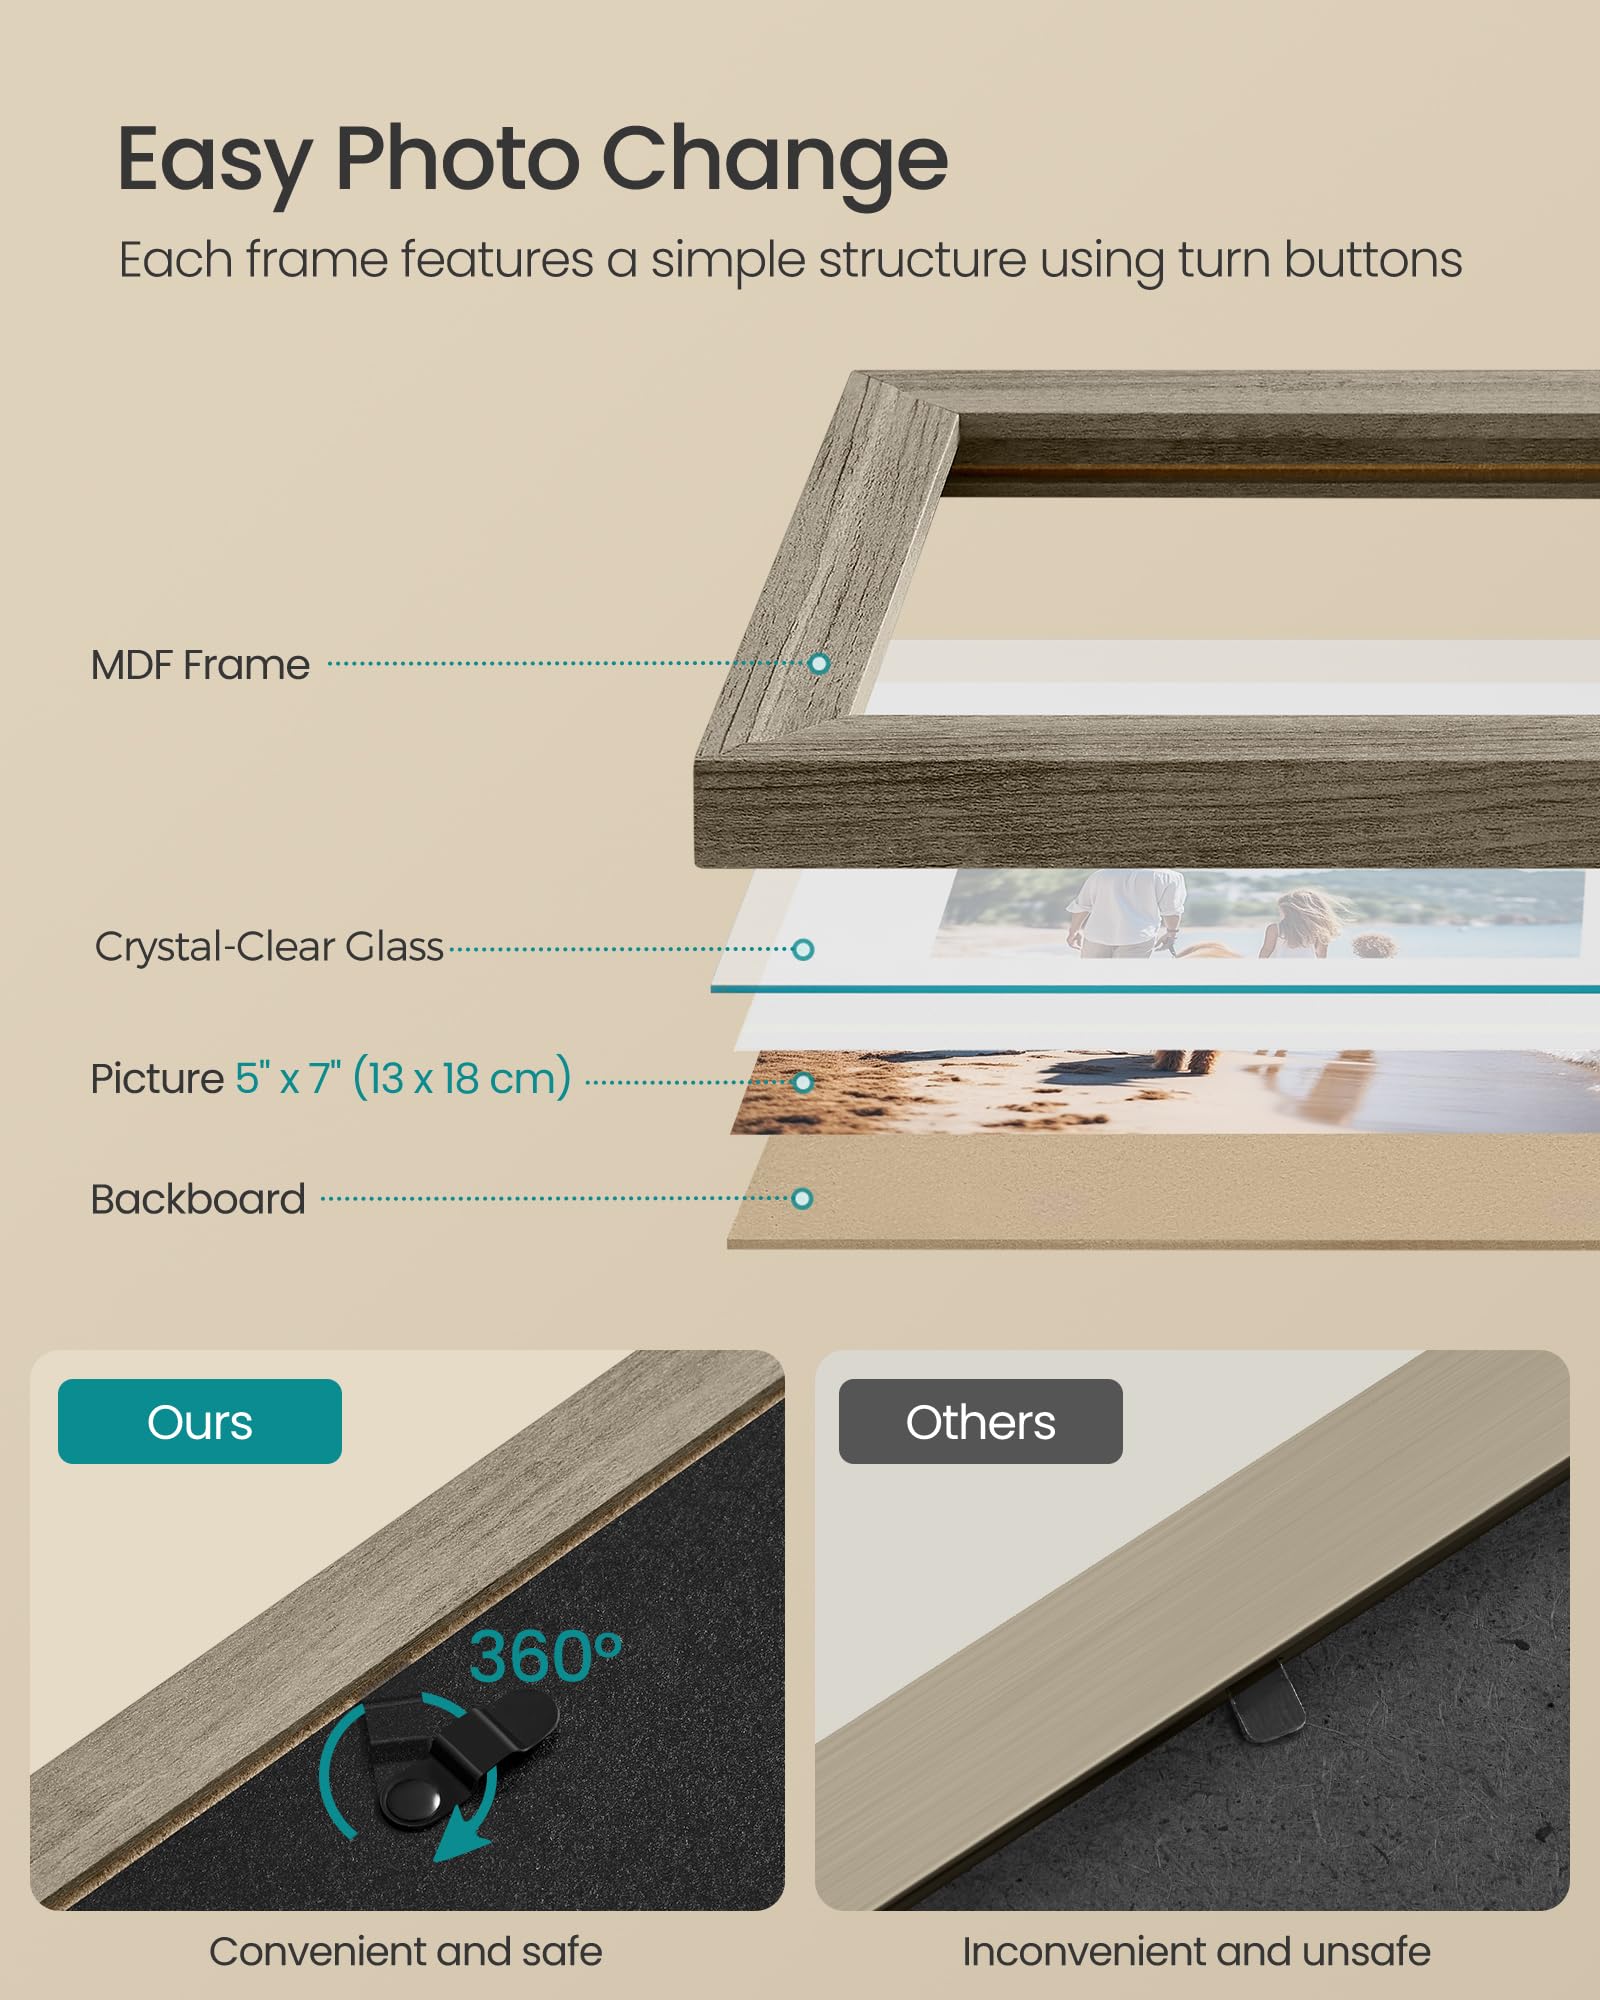 Easy Photo Change
Each frame features a simple structure using turn buttons
MDF Frame
Crystal-Clear Glass
Picture 5" x 7" (13 x 18 cm)
Backboard
Ours
360°
Convenient and safe
Others
Inconvenient and unsafe